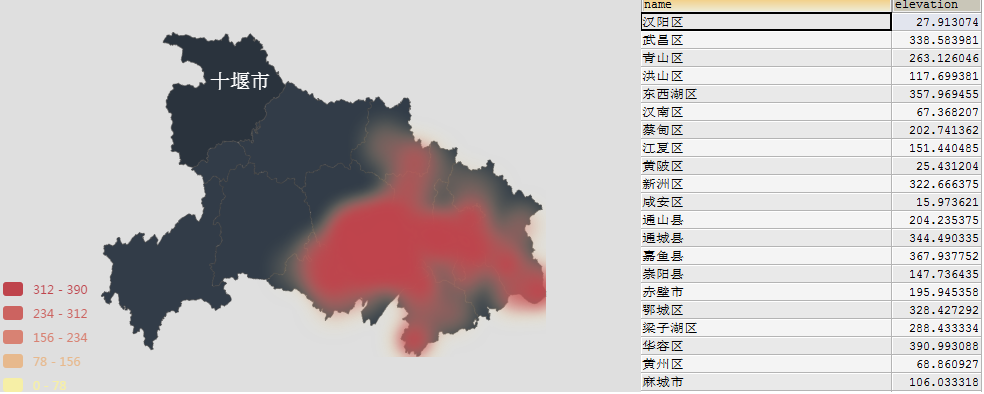 十堰市
312 - 390
234 - 312
156 - 234
78 - 156
0 - 78
name elevation
汉阳区 27.913074
武昌区 338.583981
青山区 263.126046
洪山区 117.699381
东西湖区 357.969455
汉南区 67.368207
蔡甸区 202.741362
江夏区 151.440485
黄陂区 25.431204
新洲区 322.666375
咸安区 15.973621
通山县 204.235375
通城县 344.490335
嘉鱼县 367.937752
崇阳县 147.736435
赤壁市 195.945358
鄂城区 328.427292
梁子湖区 288.433334
华容区 390.993088
黄州区 68.860927
麻城市 106.033318